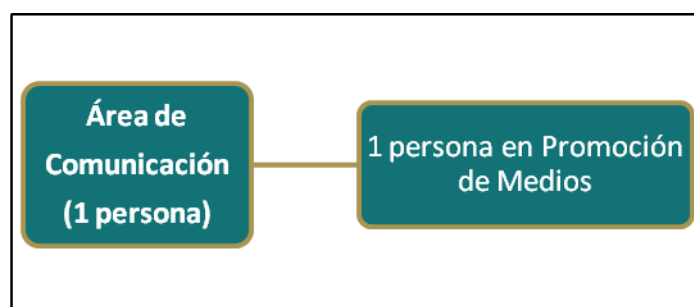 Área de
Comunicación
(1 persona)
1 persona en Promoción
de Medios